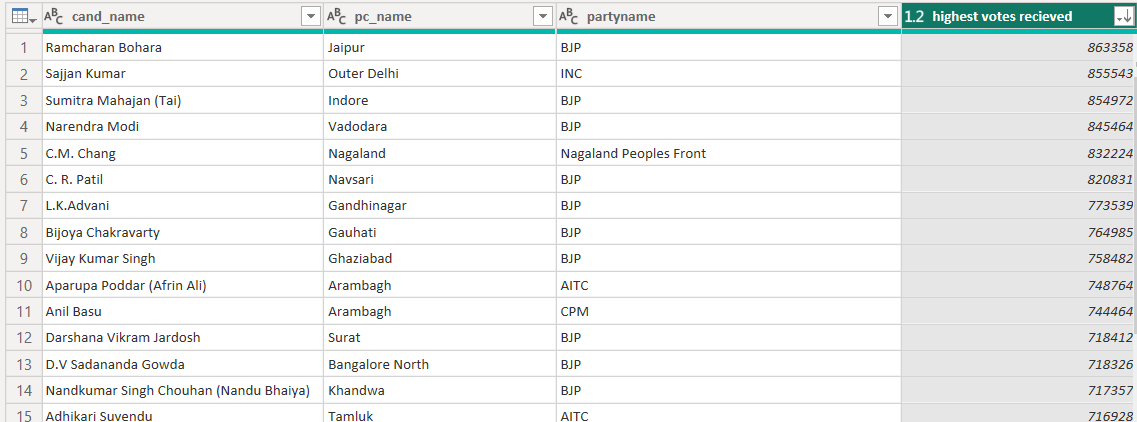 ABC cand_name ABC pc_name ABC partyname 1.2 highest votes recieved
1 Ramcharan Bohara Jaipur BJP 863358
2 Sajjan Kumar Outer Delhi INC 855543
3 Sumitra Mahajan (Tai) Indore BJP 854972
4 Narendra Modi Vadodara BJP 845464
5 C.M. Chang Nagaland Nagaland Peoples Front 832224
6 C. R. Patil Navsari BJP 820831
7 L.K.Advani Gandhinagar BJP 773539
8 Bijoya Chakravarty Gauhati BJP 764985
9 Vijay Kumar Singh Ghaziabad BJP 758482
10 Aparupa Poddar (Afrin Ali) Arambagh AITC 748764
11 Anil Basu Arambagh CPM 744464
12 Darshana Vikram Jardosh Surat BJP 718412
13 D.V Sadananda Gowda Bangalore North BJP 718326
14 Nandkumar Singh Chouhan (Nandu Bhaiya) Khandwa BJP 717357
15 Adhikari Suvendu Tamluk AITC 716928